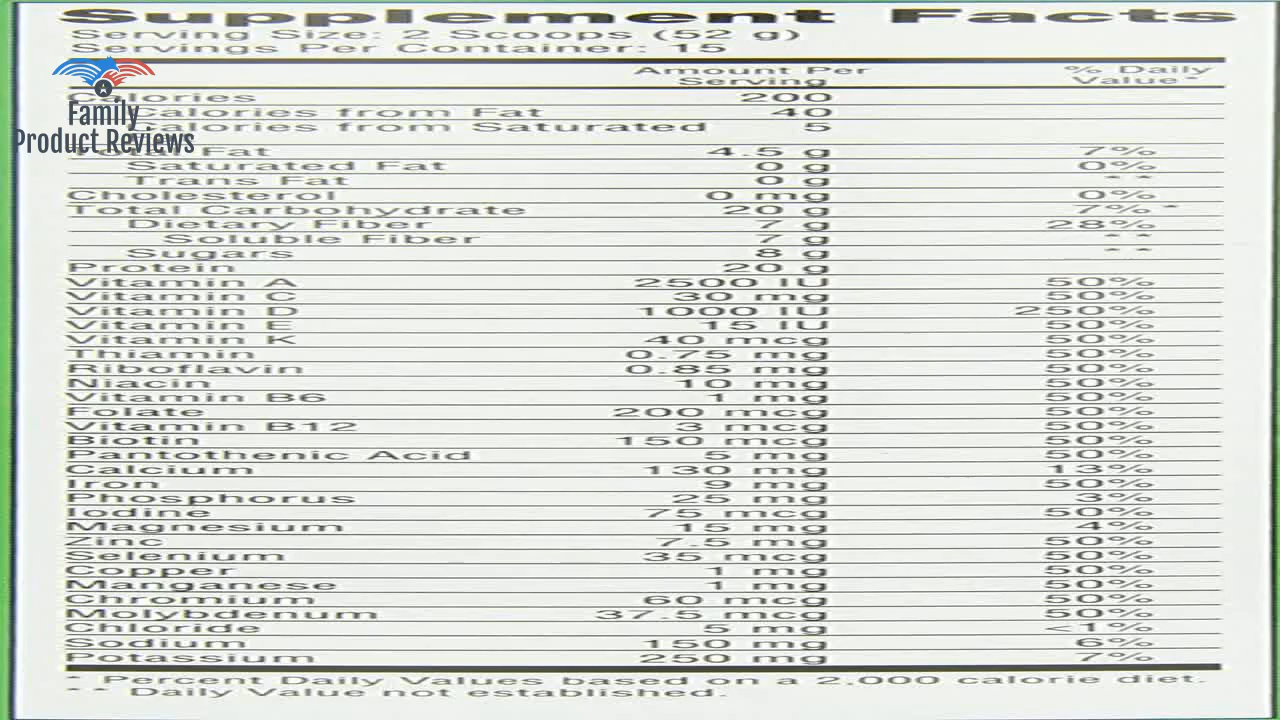 Supplement Facts
Serving Size: 2 Scoops (52 g)
Servings Per Container: 15
Amount Per Serving % Daily Value*
Family
Product Reviews
Calories 200
Calories from Fat 40
Calories from Saturated 5
Total Fat 4.5 g 7%
Saturated Fat 0 g 0%
Trans Fat 0 g **
Cholesterol 0 mg 0%
Total Carbohydrate 20 g 7%*
Dietary Fiber 7 g 28%
Soluble Fiber 7 g **
Sugars 8 g **
Protein 20 g
Vitamin A 2500 IU 50%
Vitamin C 30 mg 50%
Vitamin D 1000 IU 250%
Vitamin E 15 IU 50%
Vitamin K 40 mcg 50%
Thiamin 0.75 mg 50%
Riboflavin 0.85 mg 50%
Niacin 10 mg 50%
Vitamin B6 1 mg 50%
Folate 200 mcg 50%
Vitamin B12 3 mcg 50%
Biotin 150 mcg 50%
Pantothenic Acid 5 mg 50%
Calcium 130 mg 13%
Iron 9 mg 50%
Phosphorus 25 mg 3%
Iodine 75 mcg 50%
Magnesium 15 mg 4%
Zinc 7.5 mg 50%
Selenium 35 mcg 50%
Copper 1 mg 50%
Manganese 1 mg 50%
Chromium 60 mcg 50%
Molybdenum 37.5 mcg 50%
Chloride 5 mg <1%
Sodium 150 mg 6%
Potassium 250 mg 7%
* Percent Daily Values based on a 2,000 calorie diet.
** Daily Value not established.